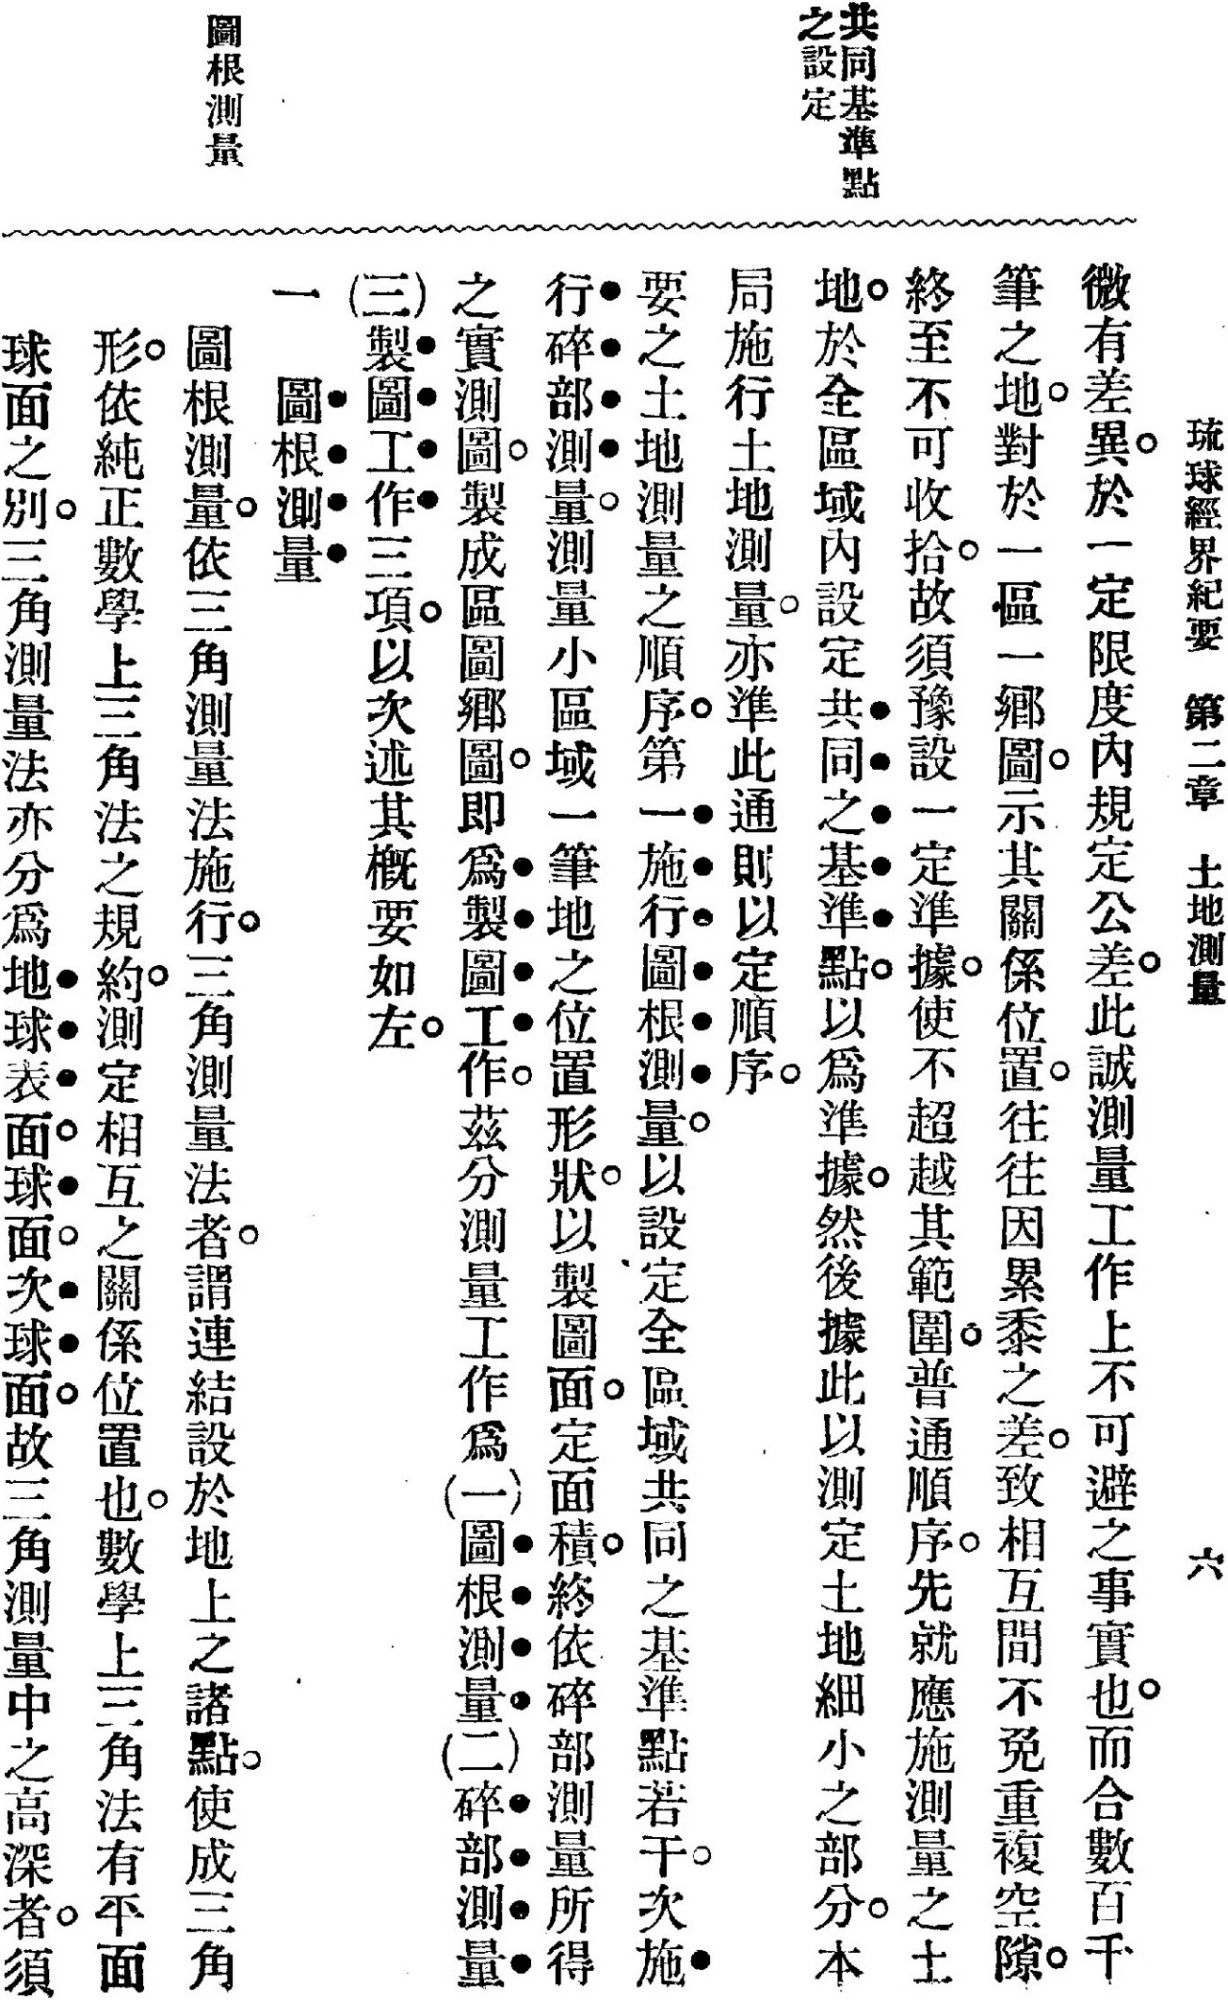 琉球經界紀要　第二章　土地測量　六
共同基準點
之設定
微有差異。於一定限度內規定公差。此誠測量工作上不可避之事實也。而合數百千
筆之地。對於一區一鄉圖。示其關係位置。往往因累黍之差。致相互間不免重複空隙。
終至不可收拾。故須豫設一定準據。使不超越其範圍。普通順序。先就應施測量之土
地。於全區域內設定共同之基準點。以爲準據。然後據此以測定土地細小之部分。本
局施行土地測量。亦準此通則以定順序。
要之土地測量之順序。第一施行圖根測量。以設定全區域共同之基準點若干。次施
行碎部測量。測量小區域一筆地之位置形狀。以製圖面。定面積。終依碎部測量所得
之實測圖。製成區圖鄉圖。即爲製圖工作。茲分測量工作爲(一)圖根測量(二)碎部測量
(三)製圖工作三項。以次述其槪要如左。
一　圖根測量
圖根測量
圖根測量。依三角測量法施行。三角測量法者。謂連結設於地上之諸點。使成三角
形。依純正數學上三角法之規約。測定相互之關係位置也。數學上三角法有平面
球面之別。三角測量法亦分爲地球表面。球面。次球面。故三角測量中之高深者。須